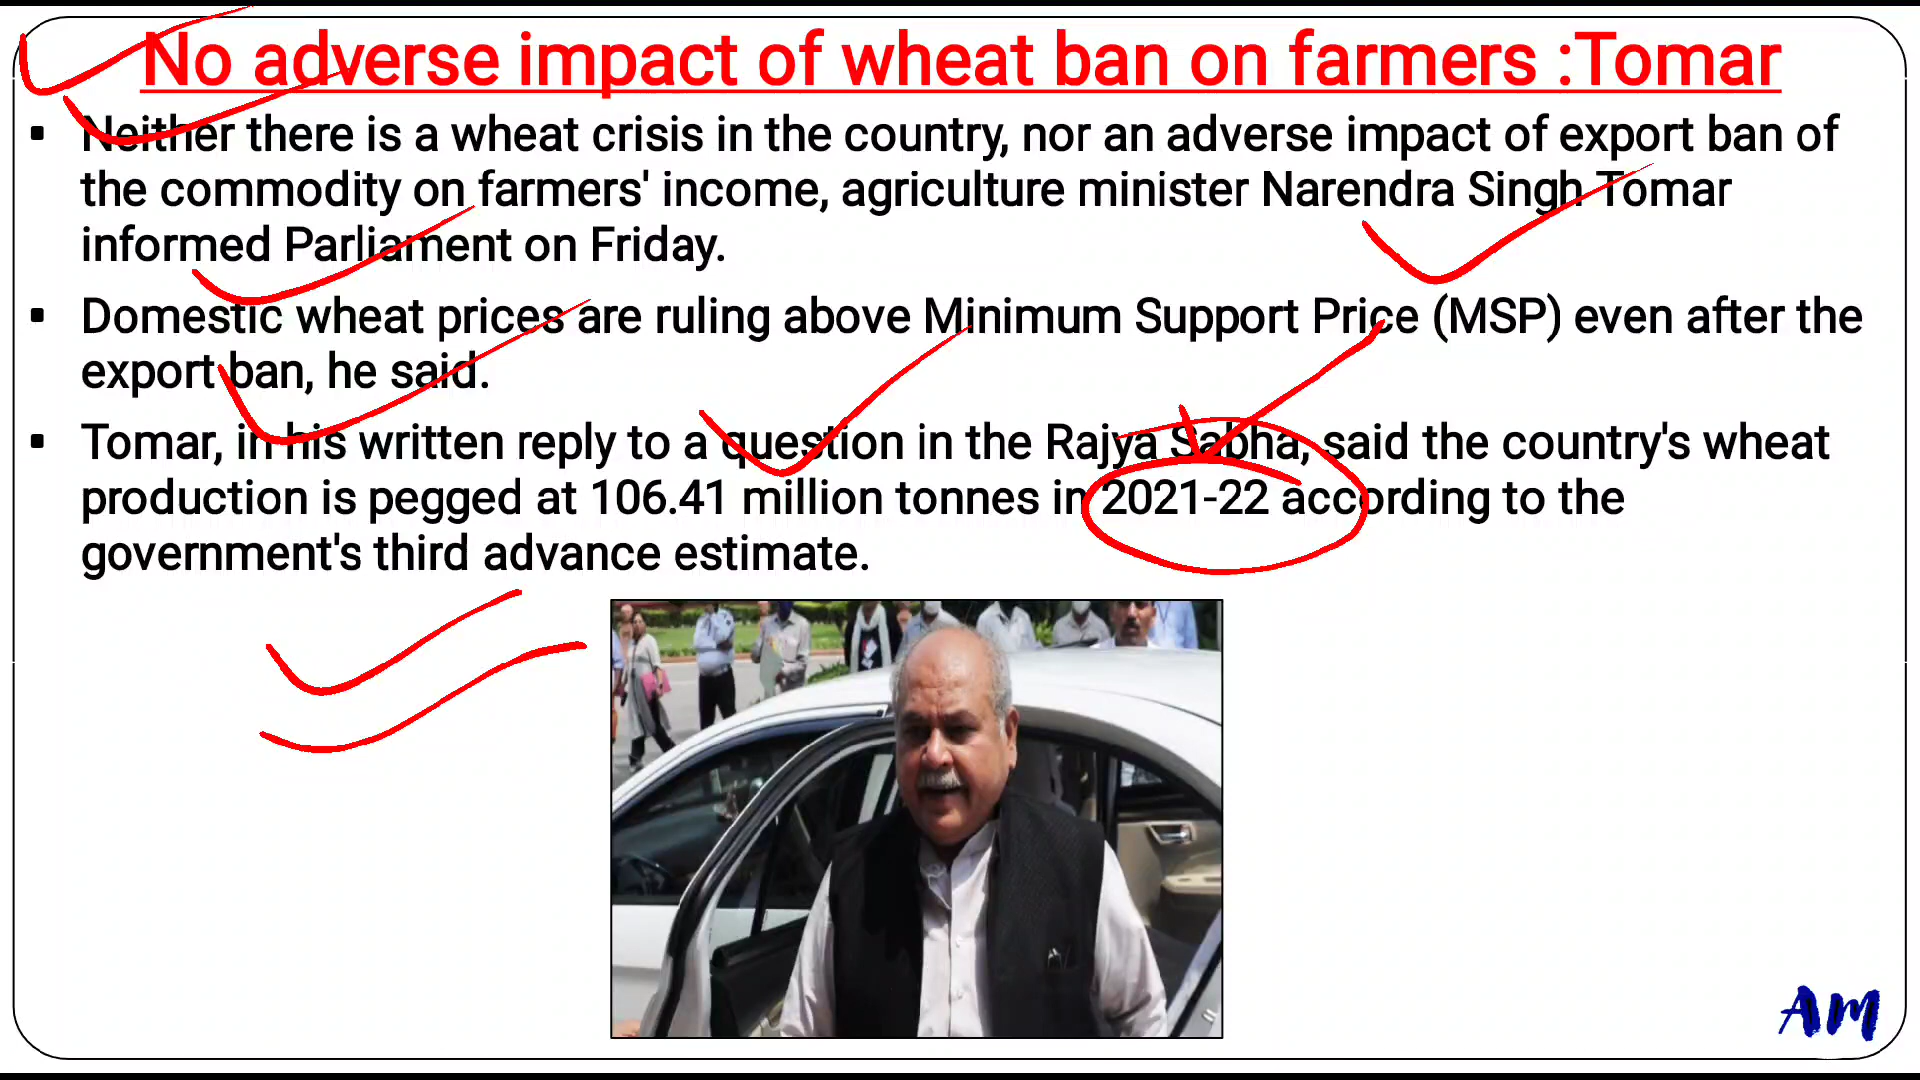 No adverse impact of wheat ban on farmers :Tomar
▪ Neither there is a wheat crisis in the country, nor an adverse impact of export ban of
the commodity on farmers' income, agriculture minister Narendra Singh Tomar
informed Parliament on Friday.
▪ Domestic wheat prices are ruling above Minimum Support Price (MSP) even after the
export ban, he said.
▪ Tomar, in his written reply to a question in the Rajya Sabha, said the country's wheat
production is pegged at 106.41 million tonnes in 2021-22 according to the
government's third advance estimate.
AM